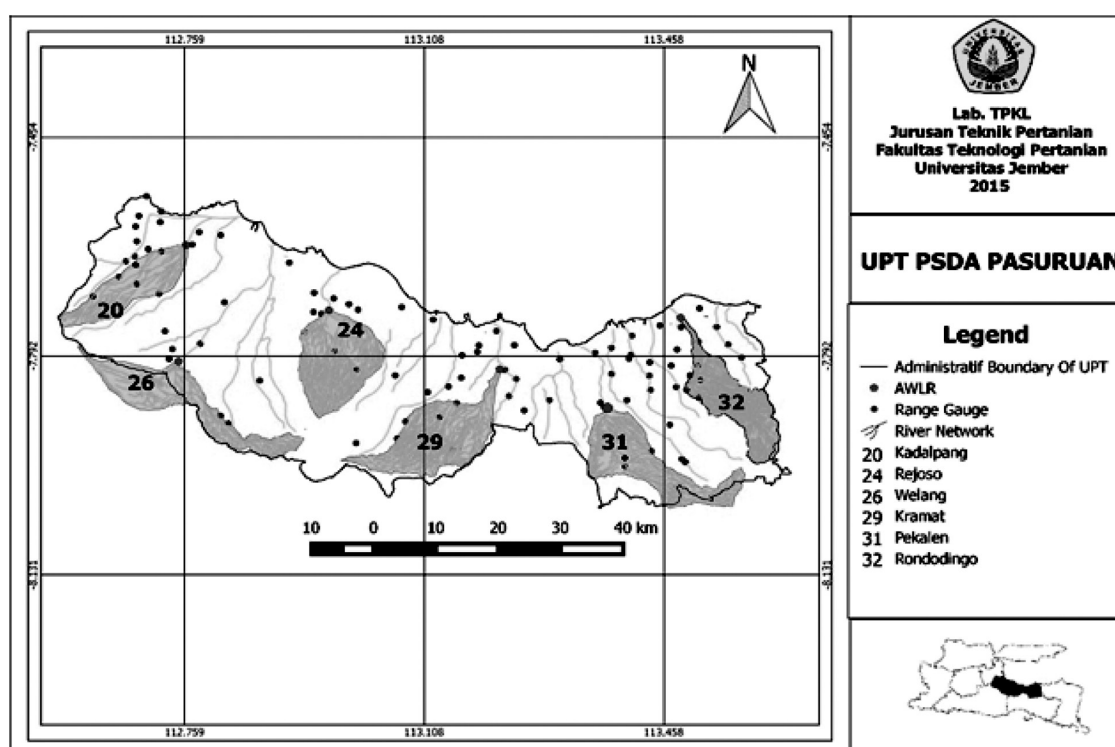 112.759 113.108 113.458
-7.454 -7.454
-7.792 -7.792
-8.131 -8.131
N
20
24
26
29
31
32
10 0 10 20 30 40 km
112.759 113.108 113.458
UNIVERSITAS
JEMBER
Lab. TPKL
Jurusan Teknik Pertanian
Fakultas Teknologi Pertanian
Universitas Jember
2015
UPT PSDA PASURUAN
Legend
Administratif Boundary Of UPT
AWLR
Range Gauge
River Network
20 Kadalpang
24 Rejoso
26 Welang
29 Kramat
31 Pekalen
32 Rondodingo